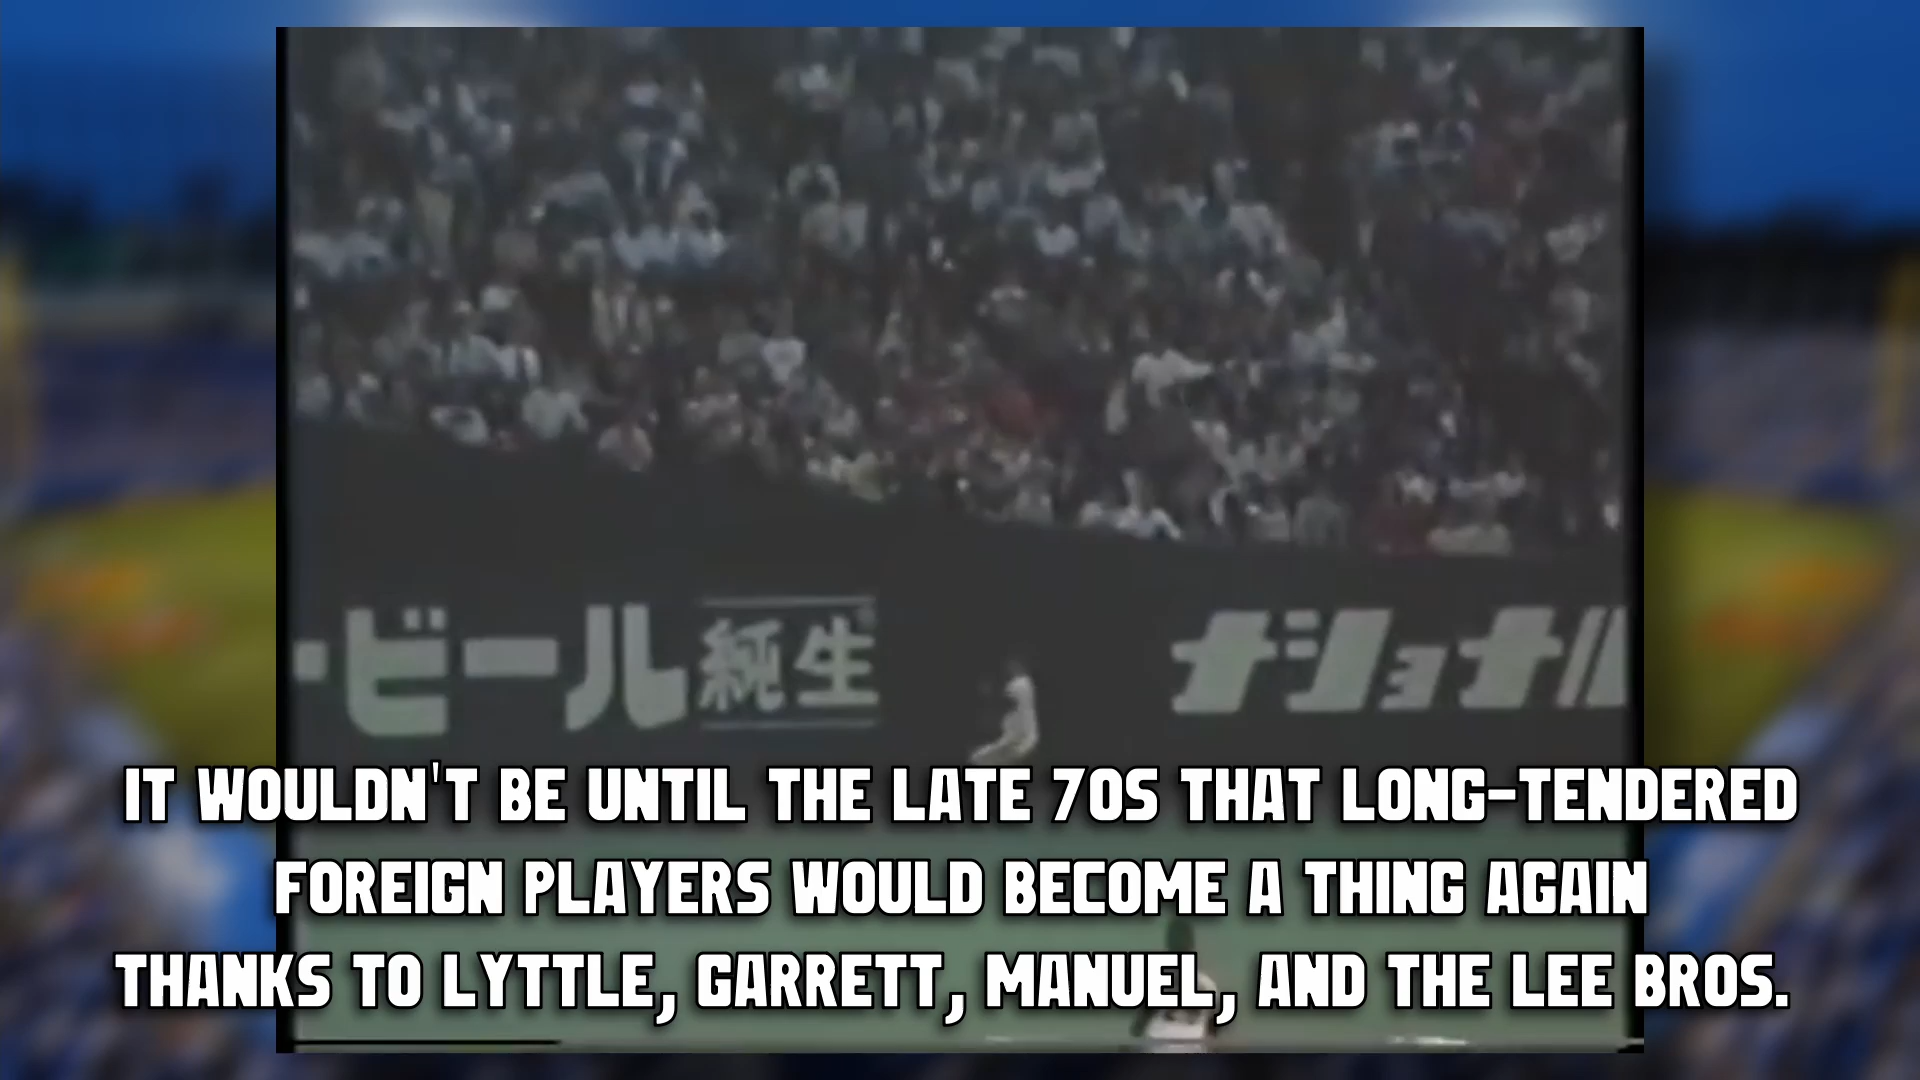 ・ビール 純生
ナショナル
IT WOULDN'T BE UNTIL THE LATE 70S THAT LONG-TENDERED
FOREIGN PLAYERS WOULD BECOME A THING AGAIN
THANKS TO LYTTLE, GARRETT, MANUEL, AND THE LEE BROS.